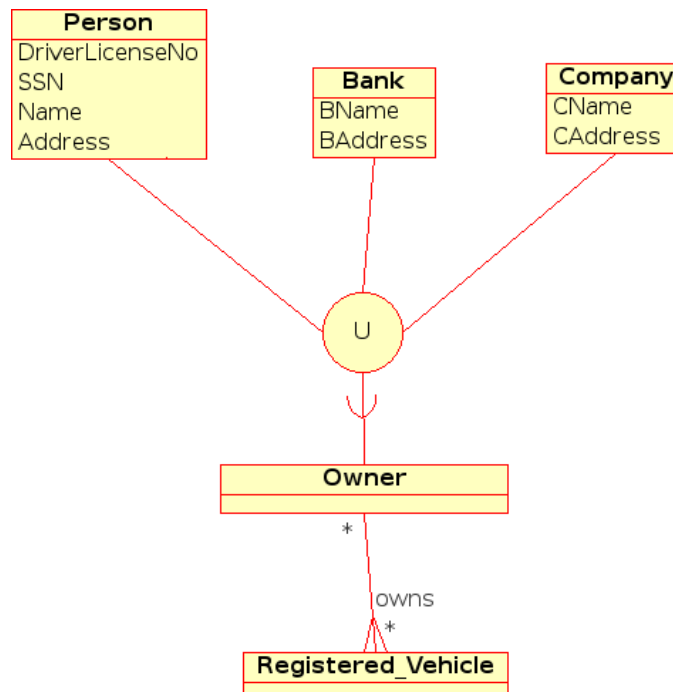 Person
DriverLicenseNo
SSN
Name
Address
Bank
BName
BAddress
Company
CName
CAddress
U
Owner
*
owns
*
Registered_Vehicle